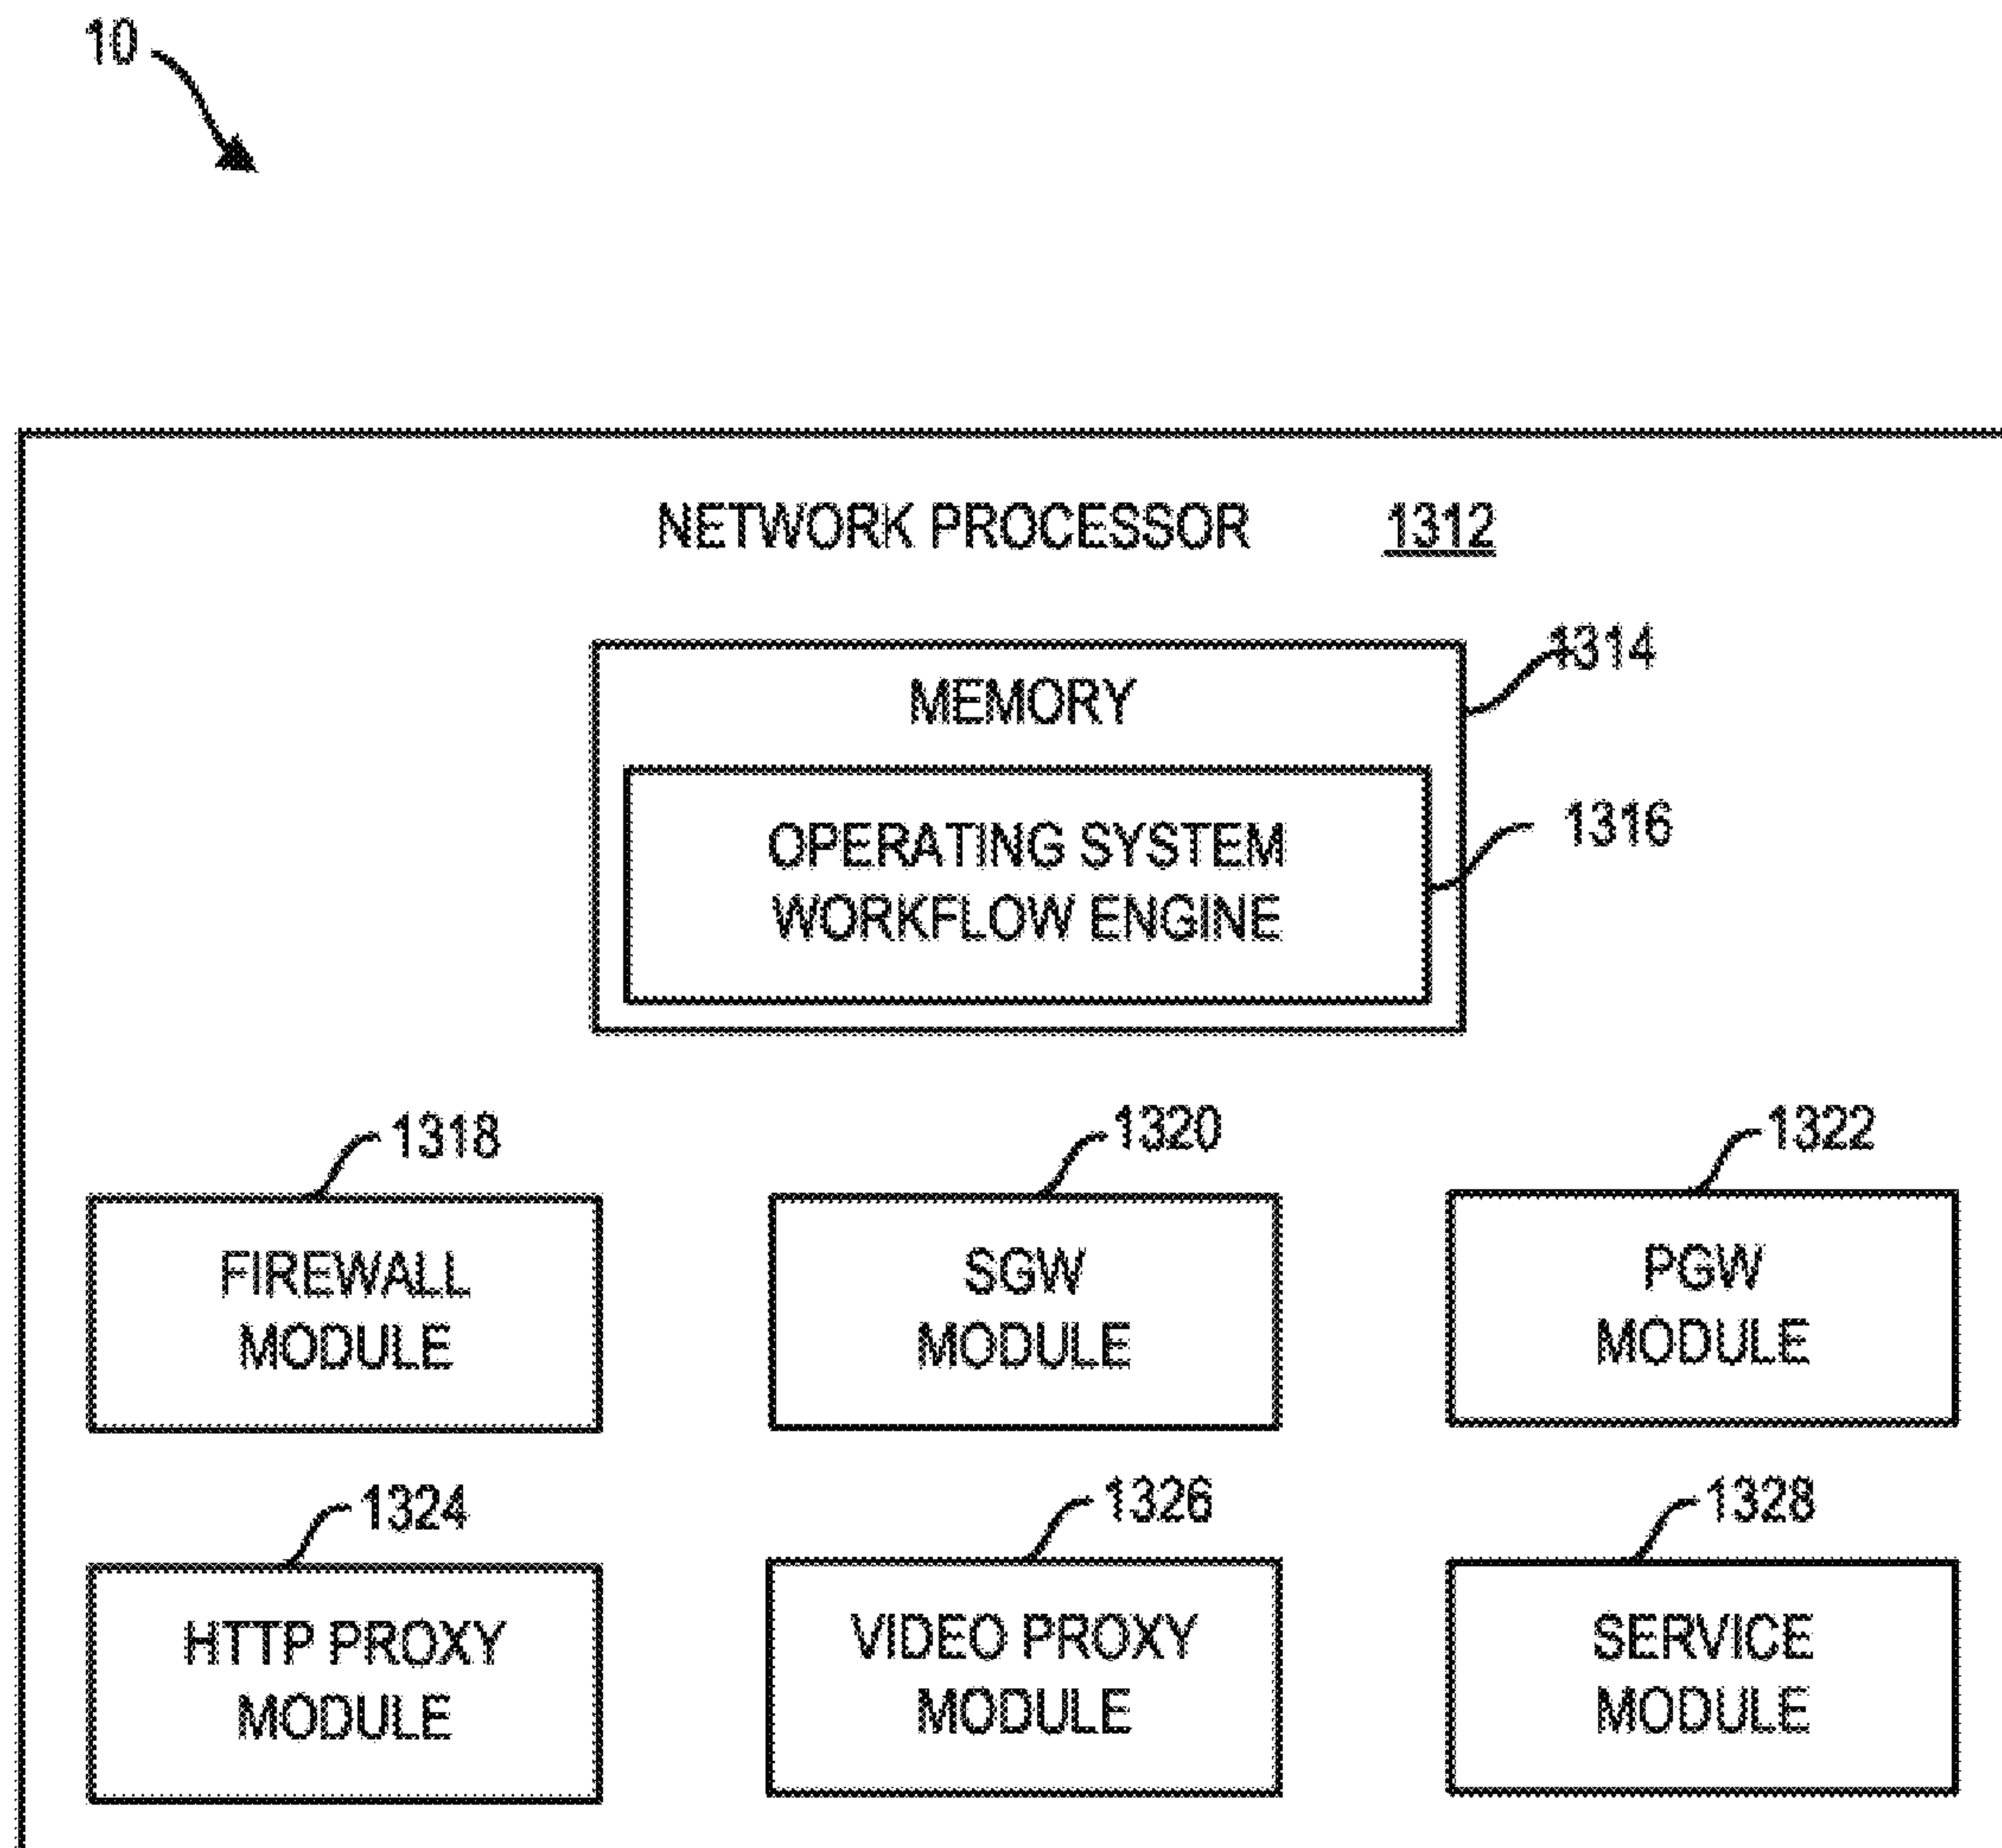 10
NETWORK PROCESSOR 1312
1314
MEMORY
1316
OPERATING SYSTEM
WORKFLOW ENGINE
1318
1320
1322
FIREWALL
MODULE
SGW
MODULE
PGW
MODULE
1324
1326
1328
HTTP PROXY
MODULE
VIDEO PROXY
MODULE
SERVICE
MODULE